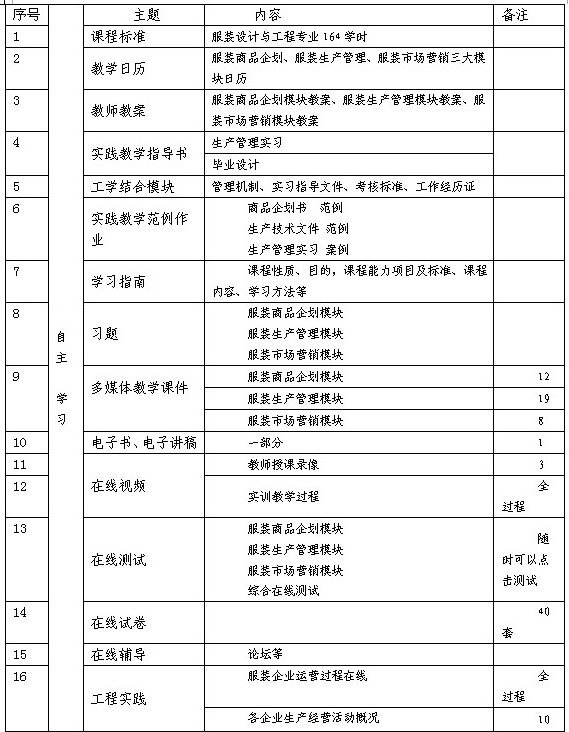 序号 主题 内容 备注
1 课程标准 服装设计与工程专业 164 学时
2 教学日历 服装商品企划、服装生产管理、服装市场营销三大模
块日历
3 教师教案 服装商品企划模块教案、服装生产管理模块教案、服
装市场营销模块教案
4 实践教学指导书 生产管理实习
毕业设计
5 工学结合模块 管理机制、实习指导文件、考核标准、工作经历证
6 实践教学范例作
业
商品企划书 范例
生产技术文件 范例
生产管理实习 案例
7 学习指南 课程性质、目的，课程能力项目及标准、课程
内容、学习方法等
自
主
学
习
8 习题 服装商品企划模块
服装生产管理模块
服装市场营销模块
9 多媒体教学课件 服装商品企划模块 12
服装生产管理模块 19
服装市场营销模块 8
10 电子书、电子讲稿 一部分 1
11 在线视频 教师授课录像 3
12 实训教学过程 全
过程
13 在线测试 服装商品企划模块
服装生产管理模块
服装市场营销模块
综合在线测试
随
时可以点
击测试
14 在线试卷 40
套
15 在线辅导 论坛等
16 工程实践 服装企业运营过程在线 全
过程
各企业生产经营活动概况 10